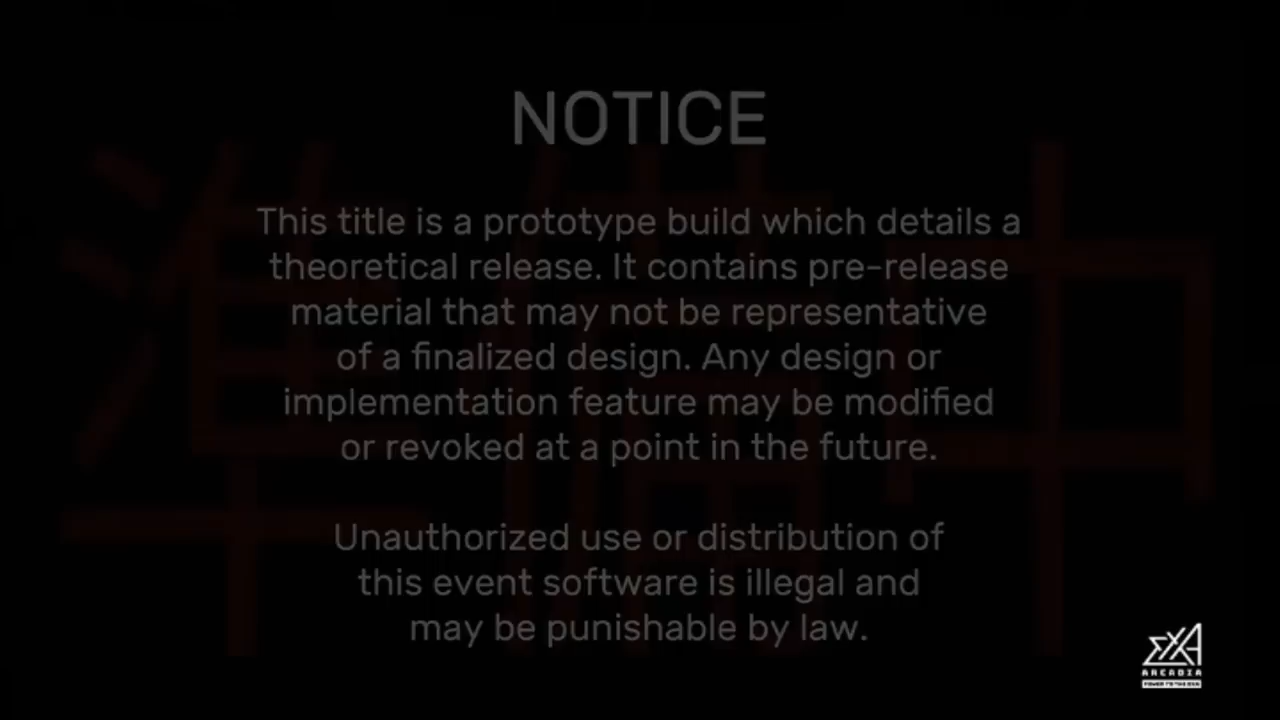 NOTICE
This title is a prototype build which details a
theoretical release. It contains pre-release
material that may not be representative
of a finalized design. Any design or
implementation feature may be modified
or revoked at a point in the future.
Unauthorized use or distribution of
this event software is illegal and
may be punishable by law.
準備中
EXA
ARCADIA